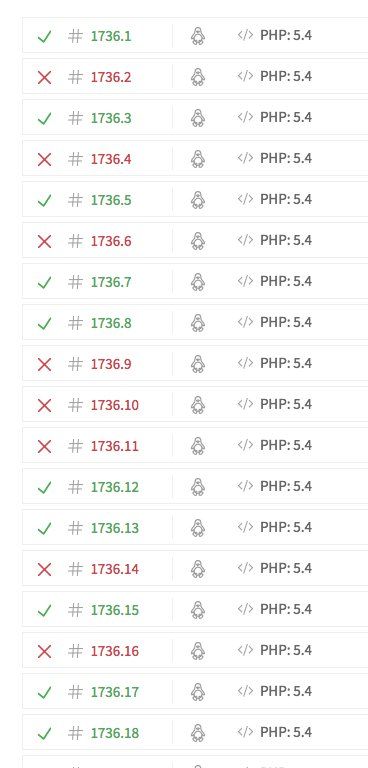 # 1736.1 </> PHP: 5.4
# 1736.2 </> PHP: 5.4
# 1736.3 </> PHP: 5.4
# 1736.4 </> PHP: 5.4
# 1736.5 </> PHP: 5.4
# 1736.6 </> PHP: 5.4
# 1736.7 </> PHP: 5.4
# 1736.8 </> PHP: 5.4
# 1736.9 </> PHP: 5.4
# 1736.10 </> PHP: 5.4
# 1736.11 </> PHP: 5.4
# 1736.12 </> PHP: 5.4
# 1736.13 </> PHP: 5.4
# 1736.14 </> PHP: 5.4
# 1736.15 </> PHP: 5.4
# 1736.16 </> PHP: 5.4
# 1736.17 </> PHP: 5.4
# 1736.18 </> PHP: 5.4